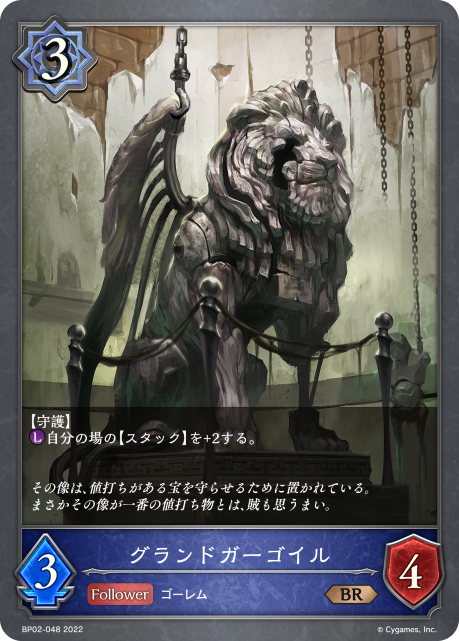 3
【守護】
L 自分の場の【スタック】を+2する。
その像は、値打ちがある宝を守らせるために置かれている。
まさかその像が一番の値打ち物とは、賊も思うまい。
グランドガーゴイル
3
Follower
ゴーレム
BR
4
BP02-048 2022
© Cygames, Inc.